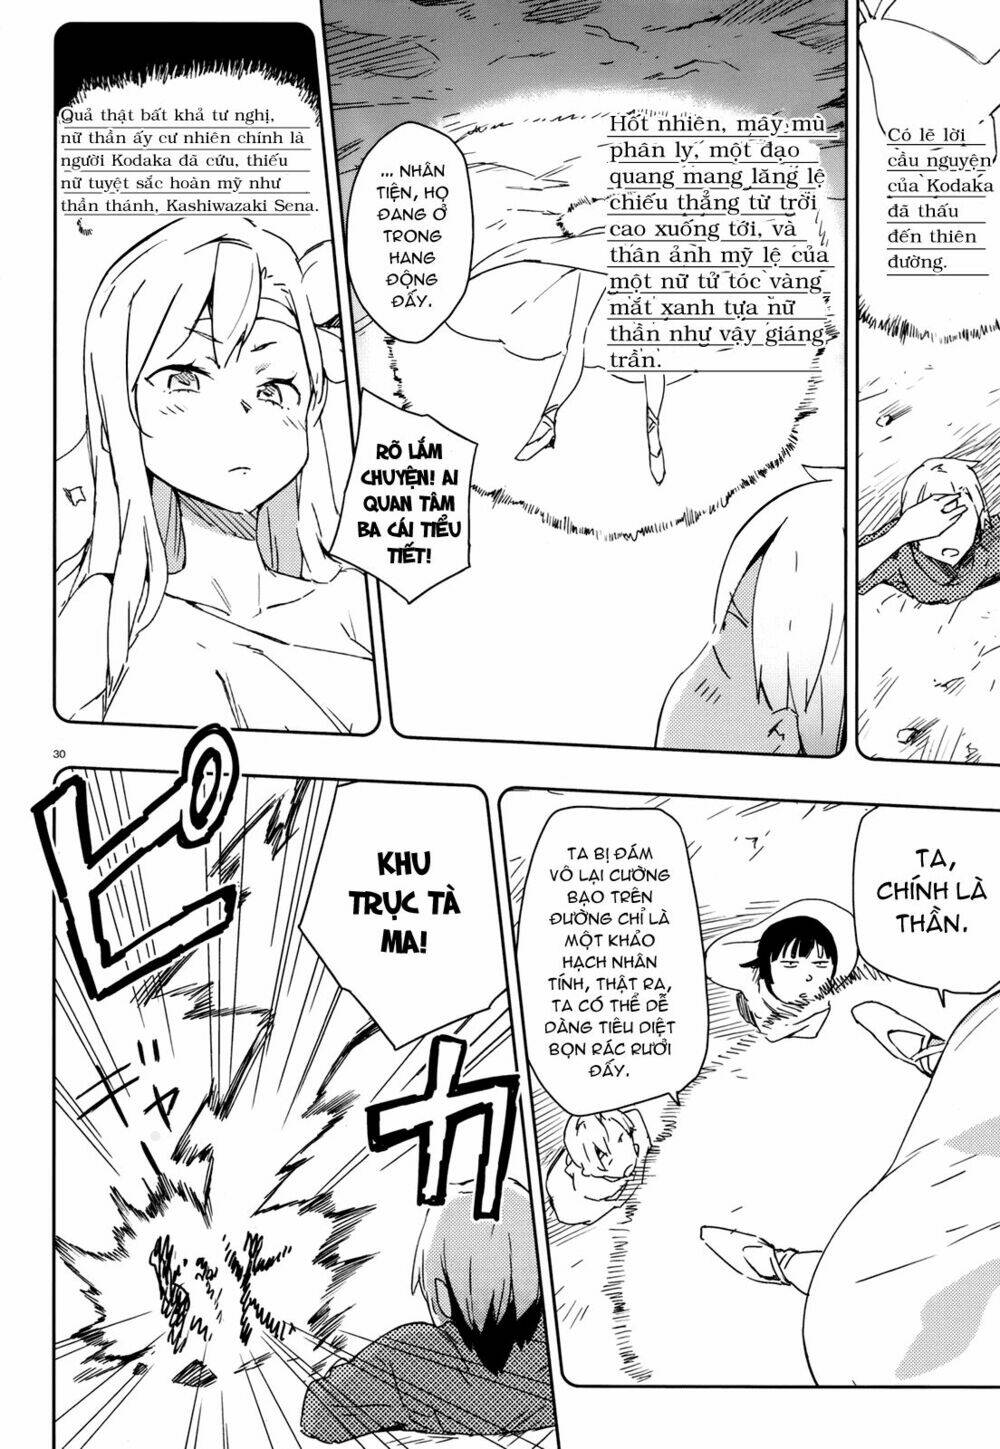 Có lẽ lời
cầu nguyện
của Kodaka
đã thấu
đến thiên
đường.
Hốt nhiên, mây mù
phân ly, một đạo
quang mang lăng lệ
chiếu thẳng từ trời
cao xuống tới, và
thân ảnh mỹ lệ của
một nữ tử tóc vàng
mắt xanh tựa nữ
thần như vậy giáng
trần.
... NHÂN
TIỆN, HỌ
ĐANG Ở
TRONG
HANG
ĐỘNG
ĐẤY.
RÕ LẮM
CHUYỆN! AI
QUAN TÂM
BA CÁI TIỂU
TIẾT!
Quả thật bất khả tư nghị,
nữ thần ấy cư nhiên chính là
người Kodaka đã cứu, thiếu
nữ tuyệt sắc hoàn mỹ như
thần thánh, Kashiwazaki Sena.
30
TA,
CHÍNH LÀ
THẦN.
TA BỊ ĐÁM
VÔ LẠI CƯỜNG
BẠO TRÊN
ĐƯỜNG CHỈ LÀ
MỘT KHẢO
HẠCH NHÂN
TÍNH, THẬT RA,
TA CÓ THỂ DỄ
DÀNG TIÊU DIỆT
BỌN RÁC RƯỞI
ĐẤY.
KHU
TRỤC TÀ
MA!
ピカ
ギャー